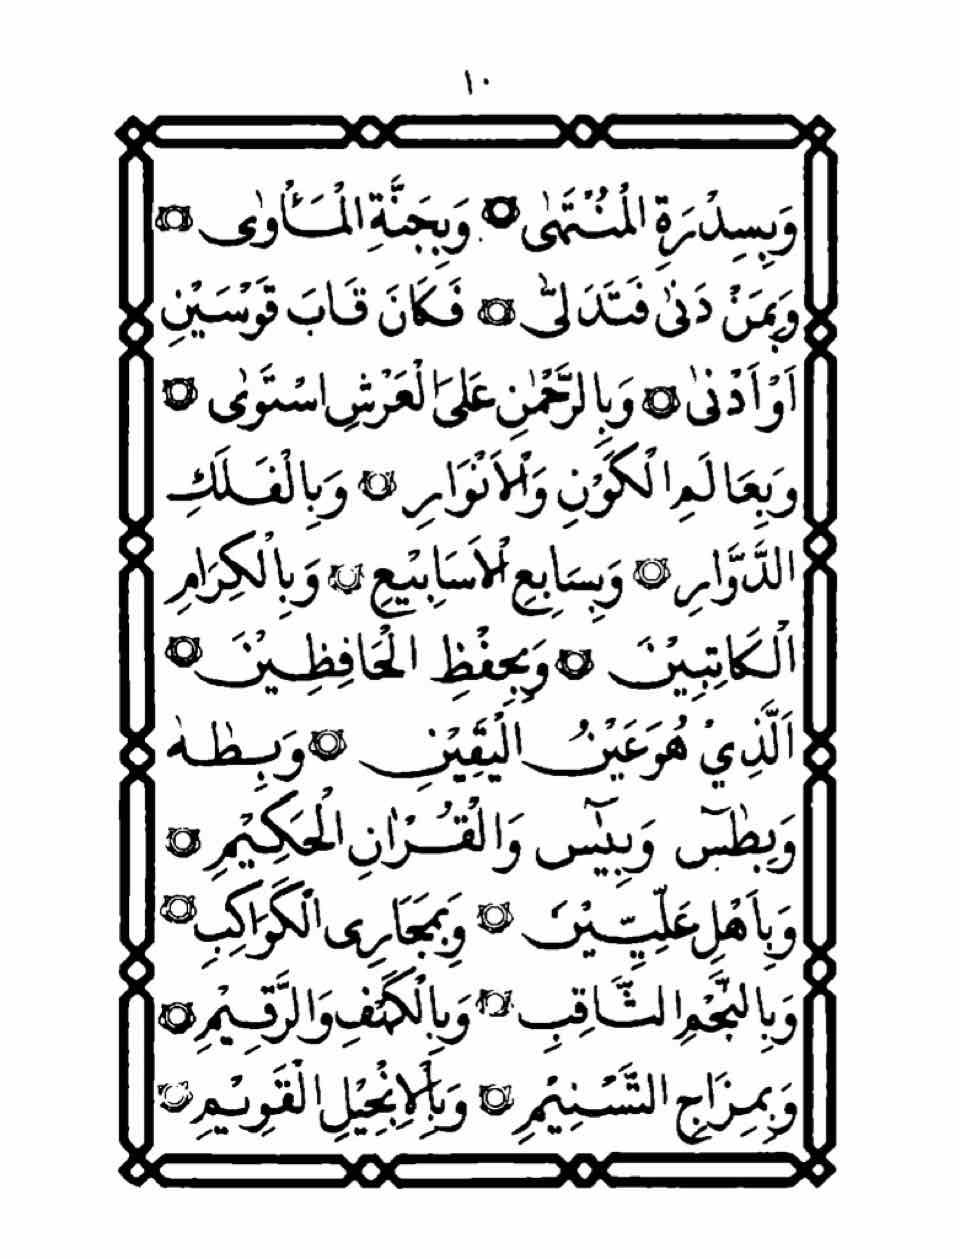 ١٠
وَبِسِدْرَةِ الْمُنْتَهٰى ۞ وَبِجَنَّةِ الْمَأْوٰى ۞
وَبِمَنْ دَنٰى فَتَدَلّٰى ۞ فَكَانَ قَابَ قَوْسَيْنِ
اَوْ اَدْنٰى ۞ وَبِالرَّحْمٰنِ عَلَى الْعَرْشِ اسْتَوٰى ۞
وَبِعَالَمِ الْكَوْنِ وَالْاَنْوَارِ ۞ وَبِالْفَلَكِ
الدَّوَّارِ ۞ وَبِسَابِعِ الْاَسَابِيْعِ ۞ وَبِالْكِرَامِ
الْكَاتِبِيْنَ ۞ وَبِحِفْظِ الْحَافِظِيْنَ ۞
اَلَّذِيْ هُوَ عَيْنُ الْيَقِيْنِ ۞ وَبِطٰهٰ
وَبِطٰسٓ وَبِيٰسٓ وَالْقُرْاٰنِ الْحَكِيْمِ ۞
وَبِاَهْلِ عَلِّيِّيْنَ ۞ وَبِمَجَارِى الْكَوَاكِبِ ۞
وَبِالنَّجْمِ الثَّاقِبِ ۞ وَبِالْكَهْفِ وَالرَّقِيْمِ ۞
وَبِمِزَاجِ التَّسْنِيْمِ ۞ وَبِالْاِنْجِيْلِ الْقَوِيْمِ ۞